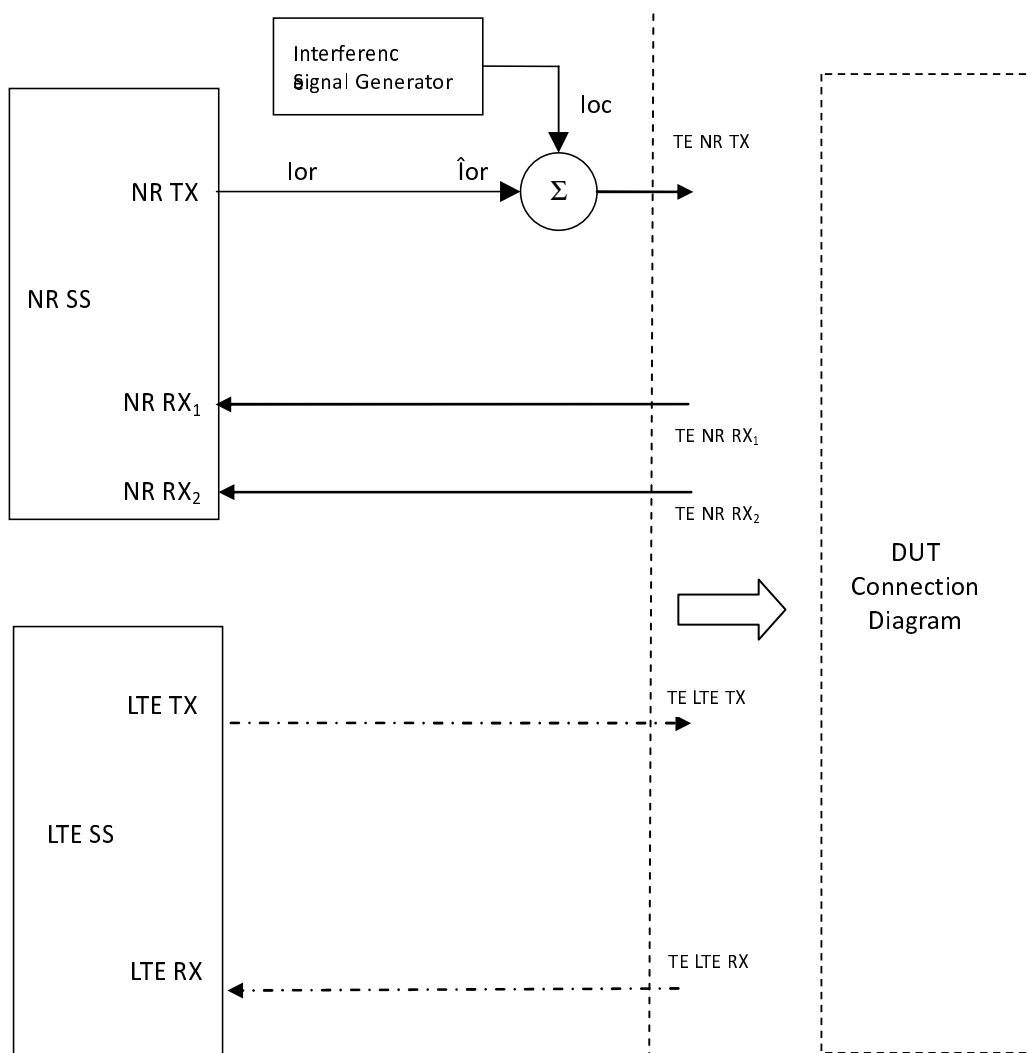 Interferenc
e
Signal Generator
Ioc
TE NR TX
NR TX
Ior
Îor
Σ
NR SS
NR RX₁
TE NR RX₁
NR RX₂
TE NR RX₂
DUT
Connection
Diagram
LTE TX
TE LTE TX
LTE SS
LTE RX
TE LTE RX